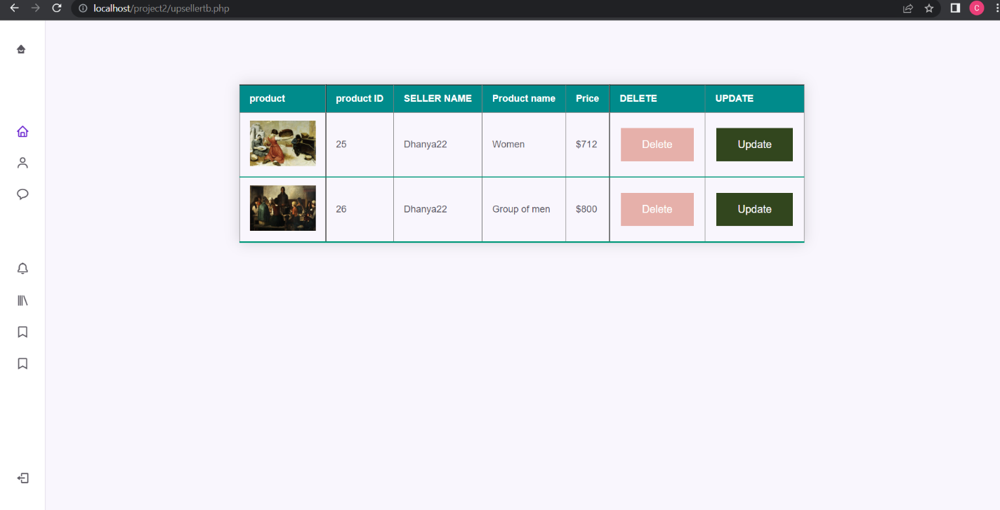 localhost/project2/upsellertb.php
C
product product ID SELLER NAME Product name Price DELETE UPDATE
25 Dhanya22 Women $712 Delete Update
26 Dhanya22 Group of men $800 Delete Update